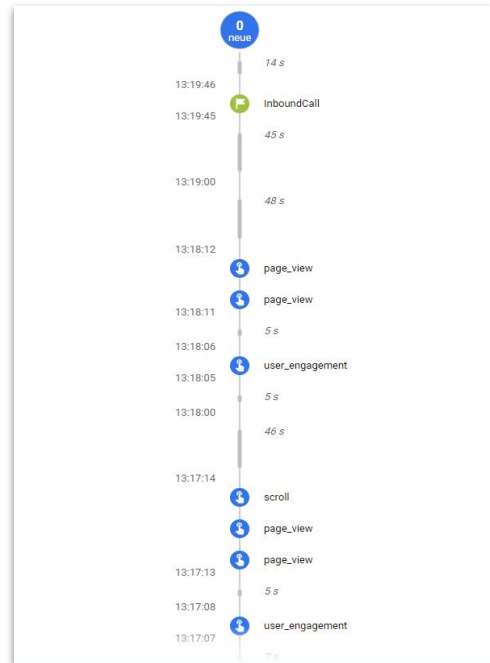 0
neue
14 s
13:19:46
InboundCall
13:19:45
45 s
13:19:00
48 s
13:18:12
page_view
page_view
13:18:11
5 s
13:18:06
user_engagement
13:18:05
5 s
13:18:00
46 s
13:17:14
scroll
page_view
page_view
13:17:13
5 s
13:17:08
user_engagement
13:17:07
7 s